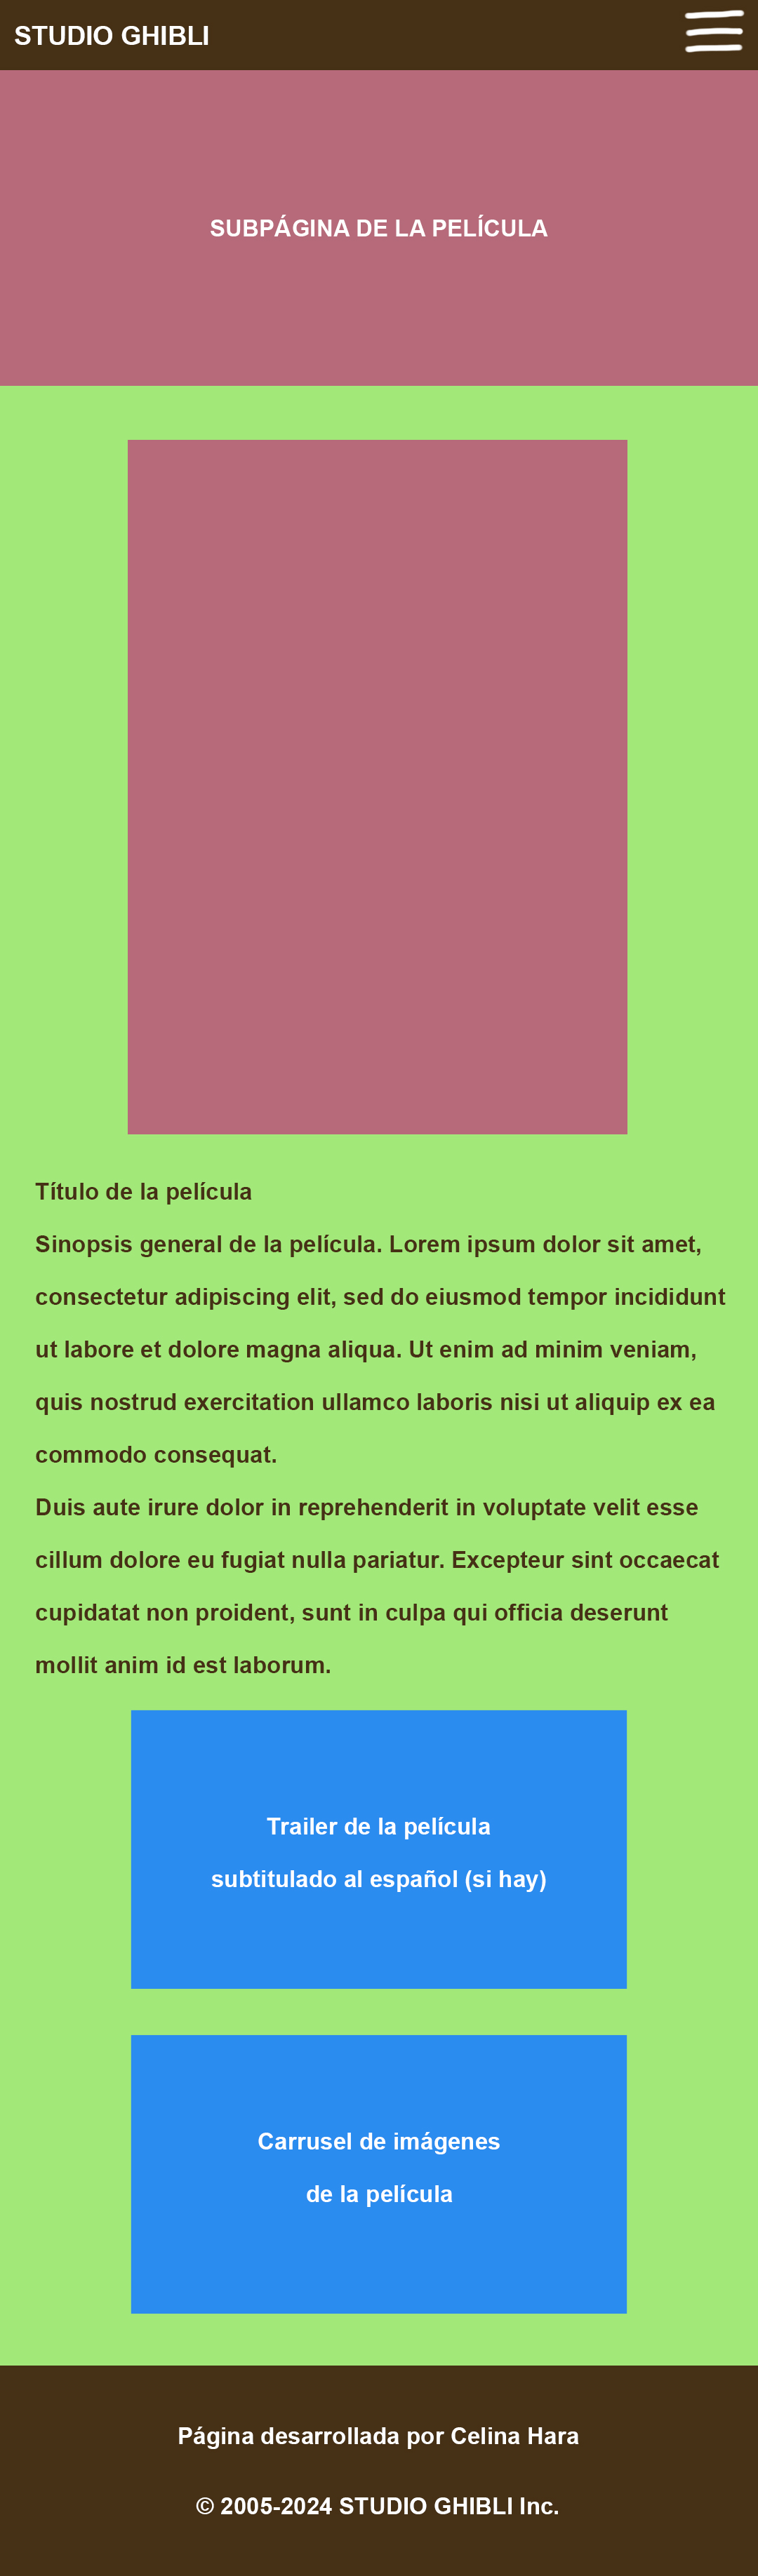 STUDIO GHIBLI
SUBPÁGINA DE LA PELÍCULA
Título de la película
Sinopsis general de la película. Lorem ipsum dolor sit amet,
consectetur adipiscing elit, sed do eiusmod tempor incididunt
ut labore et dolore magna aliqua. Ut enim ad minim veniam,
quis nostrud exercitation ullamco laboris nisi ut aliquip ex ea
commodo consequat.
Duis aute irure dolor in reprehenderit in voluptate velit esse
cillum dolore eu fugiat nulla pariatur. Excepteur sint occaecat
cupidatat non proident, sunt in culpa qui officia deserunt
mollit anim id est laborum.
Trailer de la película
subtitulado al español (si hay)
Carrusel de imágenes
de la película
Página desarrollada por Celina Hara
© 2005-2024 STUDIO GHIBLI Inc.